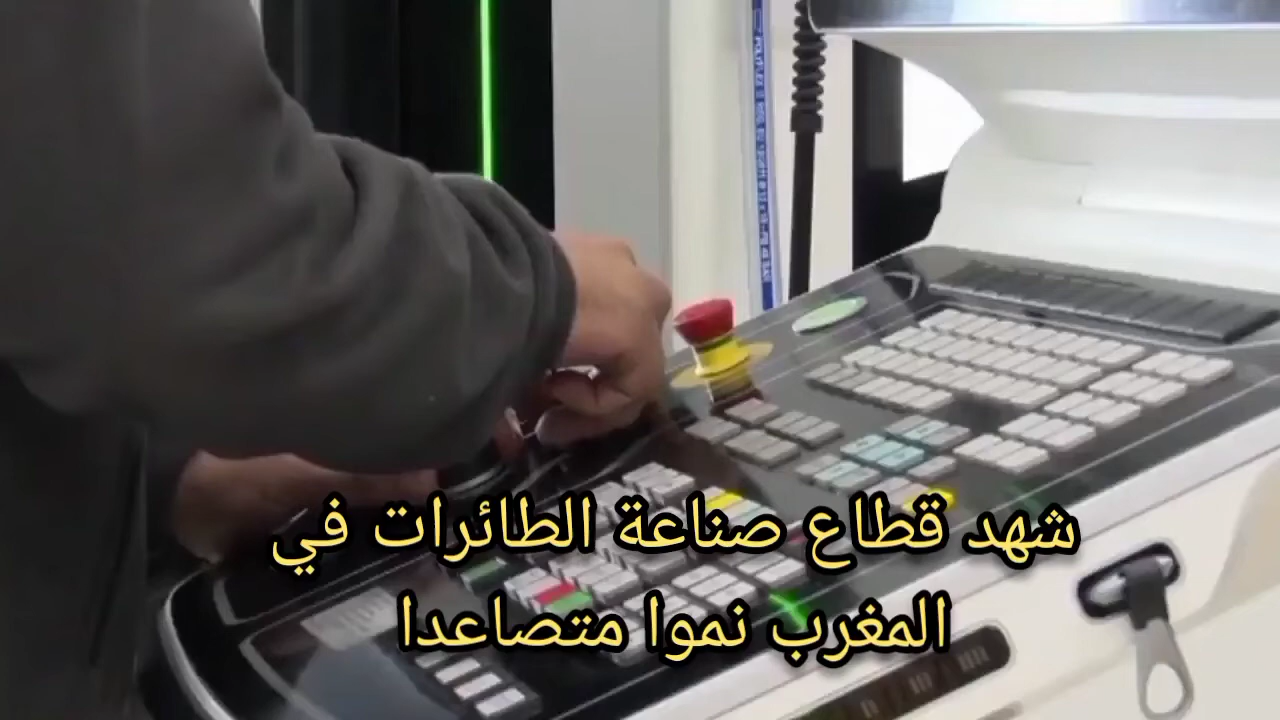 شهد قطاع صناعة الطائرات في
المغرب نموا متصاعدا